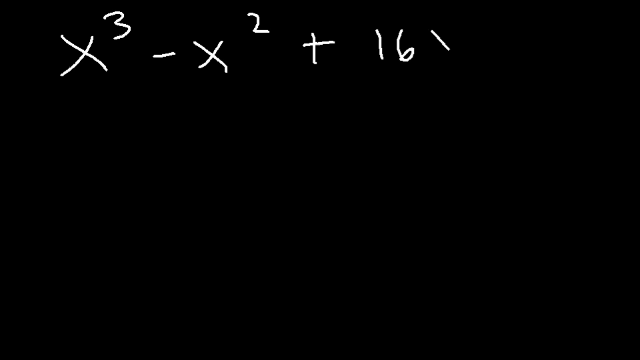 x³ - x² + 16